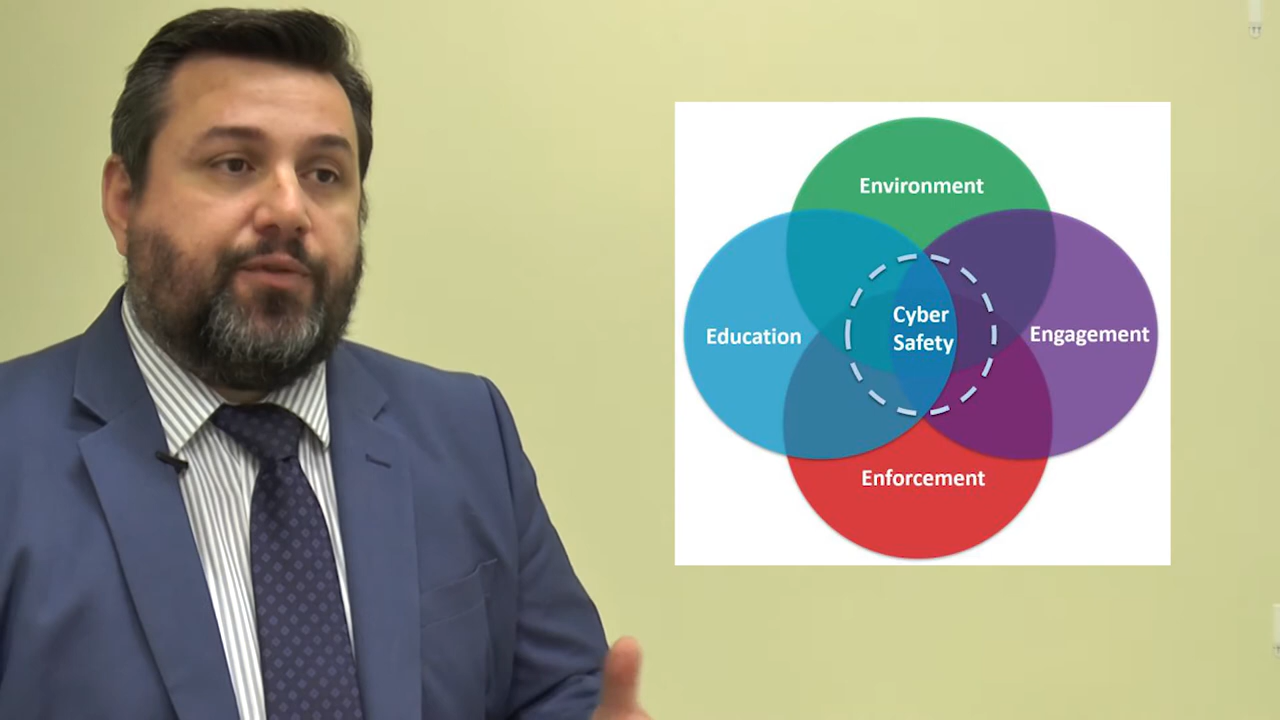 Environment
Education
Cyber
Safety
Engagement
Enforcement